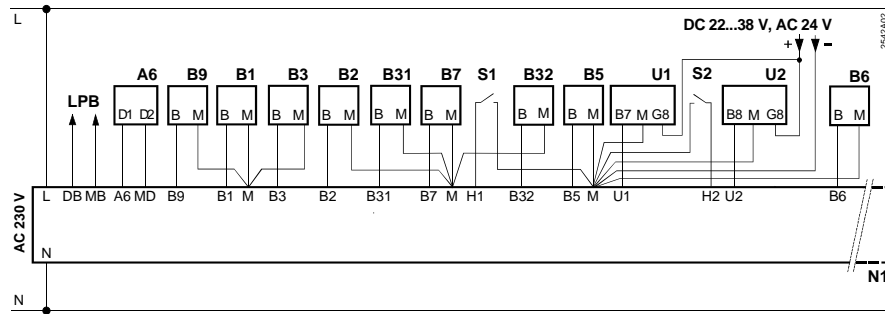 L
DC 22...38 V, AC 24 V
2542A02
+ -
A6 B9 B1 B3 B2 B31 B7 S1 B32 B5 U1 S2 U2 B6
LPB
D1 D2 B M B M B M B M B M B M B M B M B7 M G8 B8 M G8 B M
L DB MB A6 MD B9 B1 M B3 B2 B31 B7 M H1 B32 B5 M U1 H2 U2 B6
AC 230 V
N
N1
N